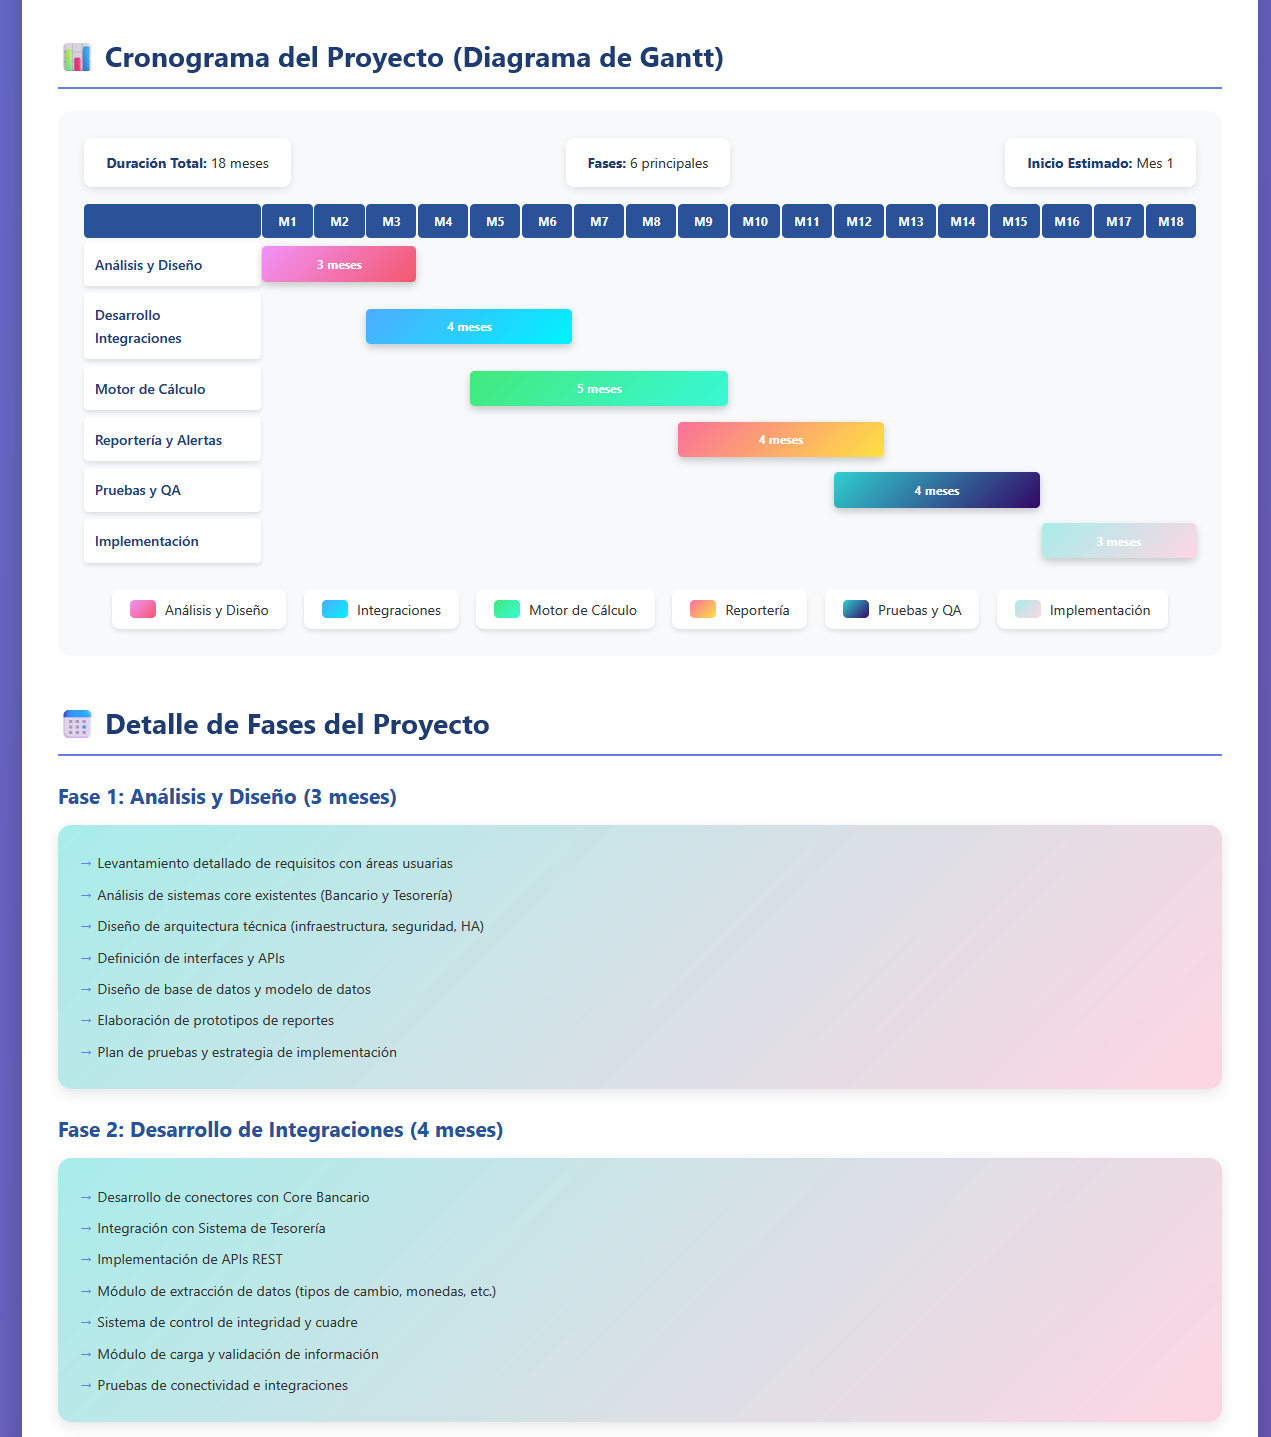 Cronograma del Proyecto (Diagrama de Gantt)
Duración Total: 18 meses
Fases: 6 principales
Inicio Estimado: Mes 1
M1 M2 M3 M4 M5 M6 M7 M8 M9 M10 M11 M12 M13 M14 M15 M16 M17 M18
Análisis y Diseño
3 meses
Desarrollo
Integraciones
4 meses
Motor de Cálculo
5 meses
Reportería y Alertas
4 meses
Pruebas y QA
4 meses
Implementación
3 meses
Análisis y Diseño
Integraciones
Motor de Cálculo
Reportería
Pruebas y QA
Implementación
Detalle de Fases del Proyecto
Fase 1: Análisis y Diseño (3 meses)
→ Levantamiento detallado de requisitos con áreas usuarias
→ Análisis de sistemas core existentes (Bancario y Tesorería)
→ Diseño de arquitectura técnica (infraestructura, seguridad, HA)
→ Definición de interfaces y APIs
→ Diseño de base de datos y modelo de datos
→ Elaboración de prototipos de reportes
→ Plan de pruebas y estrategia de implementación
Fase 2: Desarrollo de Integraciones (4 meses)
→ Desarrollo de conectores con Core Bancario
→ Integración con Sistema de Tesorería
→ Implementación de APIs REST
→ Módulo de extracción de datos (tipos de cambio, monedas, etc.)
→ Sistema de control de integridad y cuadre
→ Módulo de carga y validación de información
→ Pruebas de conectividad e integraciones